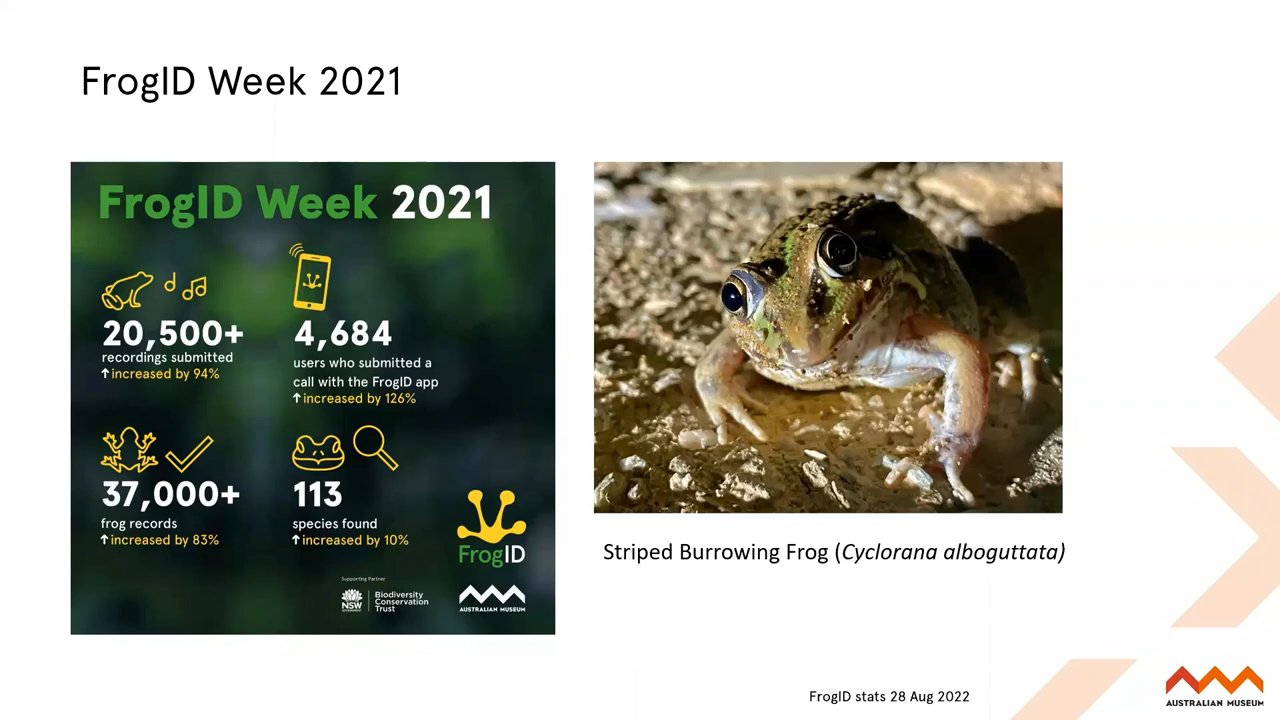 FrogID Week 2021
FrogID Week 2021
20,500+
recordings submitted
↑increased by 94%
4,684
users who submitted a
call with the FrogID app
↑increased by 126%
37,000+
frog records
↑increased by 83%
113
species found
↑increased by 10%
FrogID
Supporting Partner
NSW
GOVERNMENT
Biodiversity
Conservation
Trust
AUSTRALIAN MUSEUM
Striped Burrowing Frog (Cyclorana alboguttata)
FrogID stats 28 Aug 2022
AUSTRALIAN MUSEUM